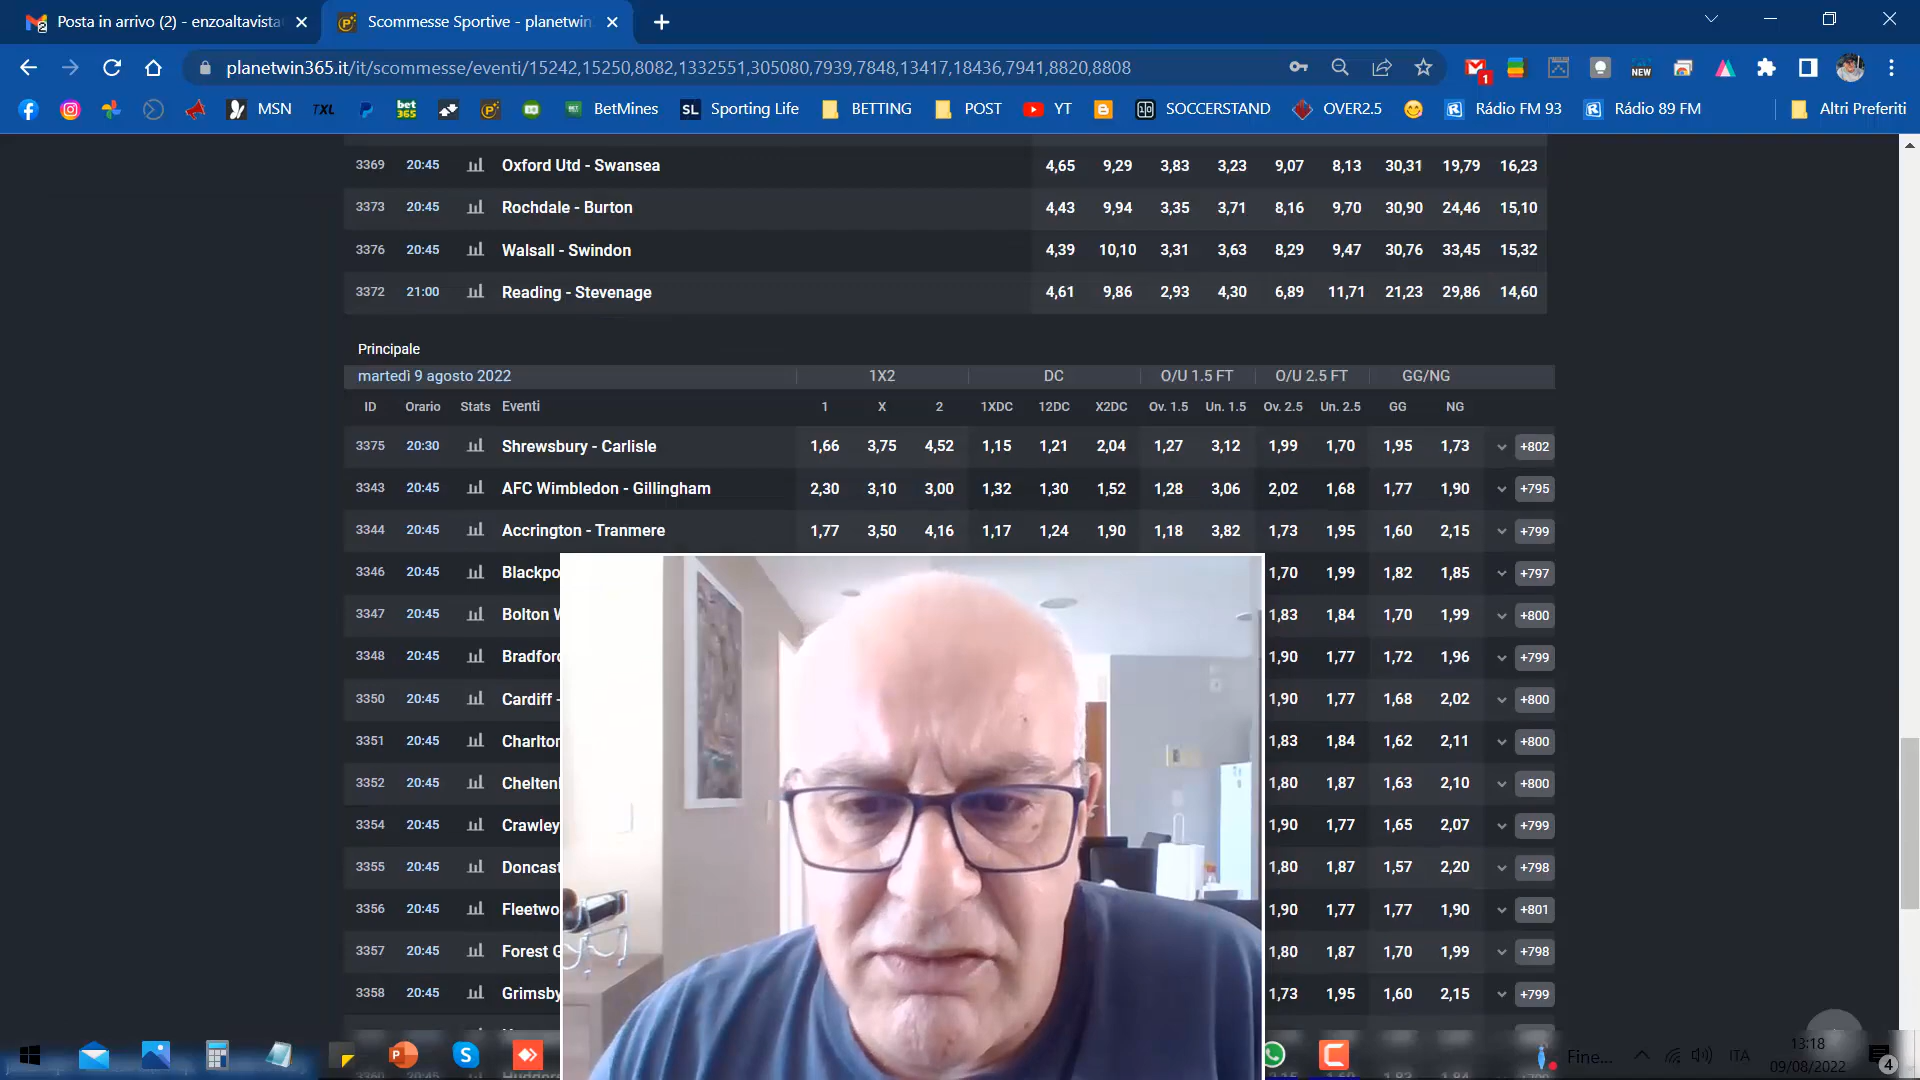 Posta in arrivo (2) - enzoaltavista
Scommesse Sportive - planetwin
planetwin365.it/it/scommesse/eventi/15242,15250,8082,1332551,305080,7939,7848,13417,18436,7941,8820,8808
1
NEW
MSN
TXL
bet365
BetMines
SL Sporting Life
BETTING
POST
YT
SOCCERSTAND
OVER2.5
Rádio FM 93
Rádio 89 FM
Altri Preferiti
3369 20:45 Oxford Utd - Swansea 4,65 9,29 3,83 3,23 9,07 8,13 30,31 19,79 16,23
3373 20:45 Rochdale - Burton 4,43 9,94 3,35 3,71 8,16 9,70 30,90 24,46 15,10
3376 20:45 Walsall - Swindon 4,39 10,10 3,31 3,63 8,29 9,47 30,76 33,45 15,32
3372 21:00 Reading - Stevenage 4,61 9,86 2,93 4,30 6,89 11,71 21,23 29,86 14,60
Principale
martedì 9 agosto 2022 1X2 DC O/U 1.5 FT O/U 2.5 FT GG/NG
ID Orario Stats Eventi 1 X 2 1XDC 12DC X2DC Ov. 1.5 Un. 1.5 Ov. 2.5 Un. 2.5 GG NG
3375 20:30 Shrewsbury - Carlisle 1,66 3,75 4,52 1,15 1,21 2,04 1,27 3,12 1,99 1,70 1,95 1,73 +802
3343 20:45 AFC Wimbledon - Gillingham 2,30 3,10 3,00 1,32 1,30 1,52 1,28 3,06 2,02 1,68 1,77 1,90 +795
3344 20:45 Accrington - Tranmere 1,77 3,50 4,16 1,17 1,24 1,90 1,18 3,82 1,73 1,95 1,60 2,15 +799
3346 20:45 Blackpo 1,70 1,99 1,82 1,85 +797
3347 20:45 Bolton W 1,83 1,84 1,70 1,99 +800
3348 20:45 Bradford 1,90 1,77 1,72 1,96 +799
3350 20:45 Cardiff - 1,90 1,77 1,68 2,02 +800
3351 20:45 Charlton 1,83 1,84 1,62 2,11 +800
3352 20:45 Chelten 1,80 1,87 1,63 2,10 +800
3354 20:45 Crawley 1,90 1,77 1,65 2,07 +799
3355 20:45 Doncast 1,80 1,87 1,57 2,20 +798
3356 20:45 Fleetwo 1,90 1,77 1,77 1,90 +801
3357 20:45 Forest G 1,80 1,87 1,70 1,99 +798
3358 20:45 Grimsby 1,73 1,95 1,60 2,15 +799
Fine...
ITA
13:18
09/08/2022
4